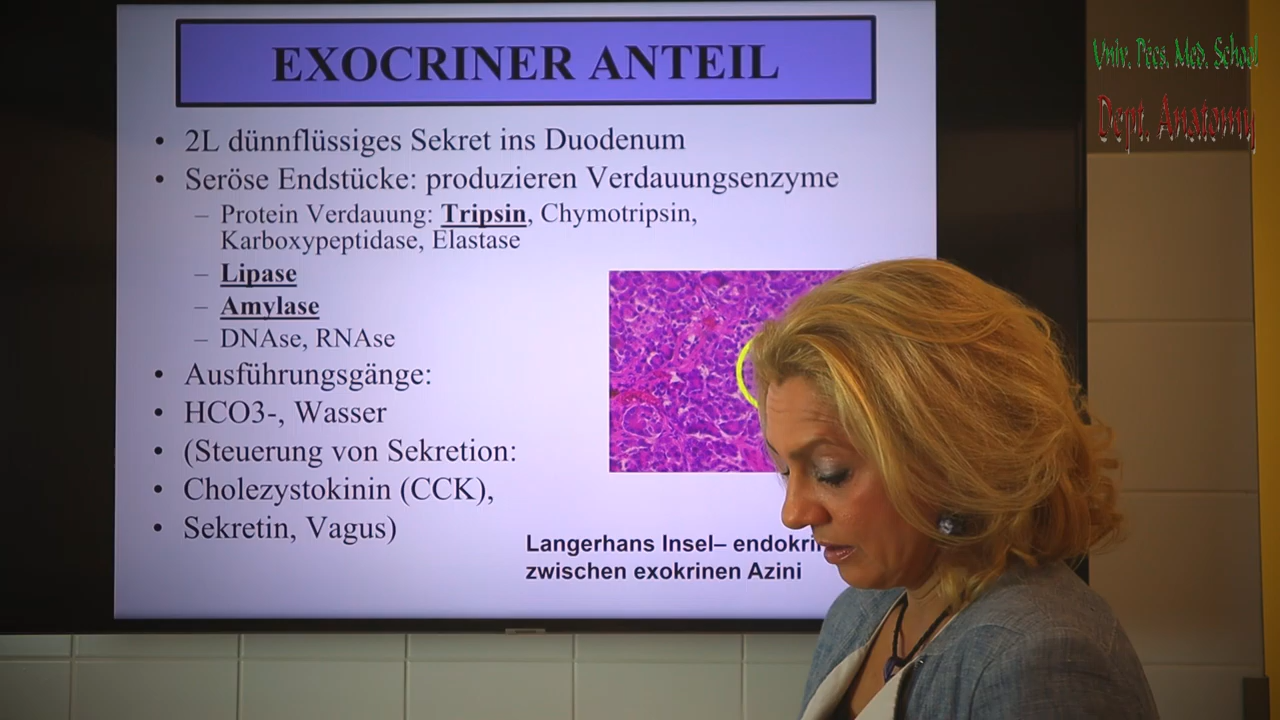 EXOCRINER ANTEIL
Univ. Pécs. Med. School
Dept. Anatomy
• 2L dünnflüssiges Sekret ins Duodenum
• Seröse Endstücke: produzieren Verdauungsenzyme
– Protein Verdauung: Tripsin, Chymotripsin,
Karboxypeptidase, Elastase
– Lipase
– Amylase
– DNAse, RNAse
• Ausführungsgänge:
• HCO3-, Wasser
• (Steuerung von Sekretion:
• Cholezystokinin (CCK),
• Sekretin, Vagus)
Langerhans Insel–
zwischen exokrinen Azini